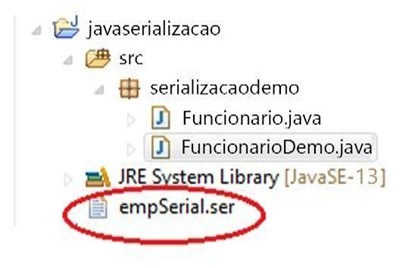 javaserializacao
src
serializacaodemo
Funcionario.java
FuncionarioDemo.java
JRE System Library [JavaSE-13]
empSerial.ser